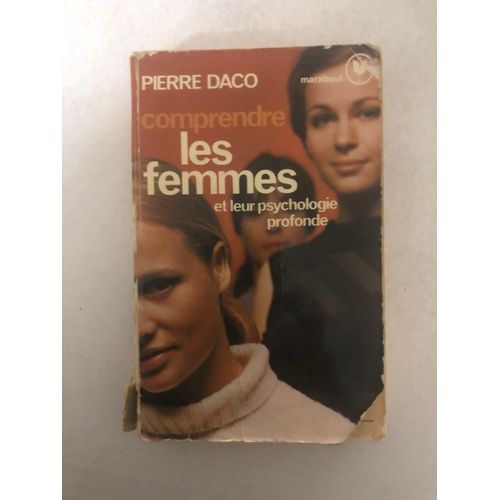 PIERRE DACO
marabout
comprendre
les
femmes
et leur psychologie
profonde